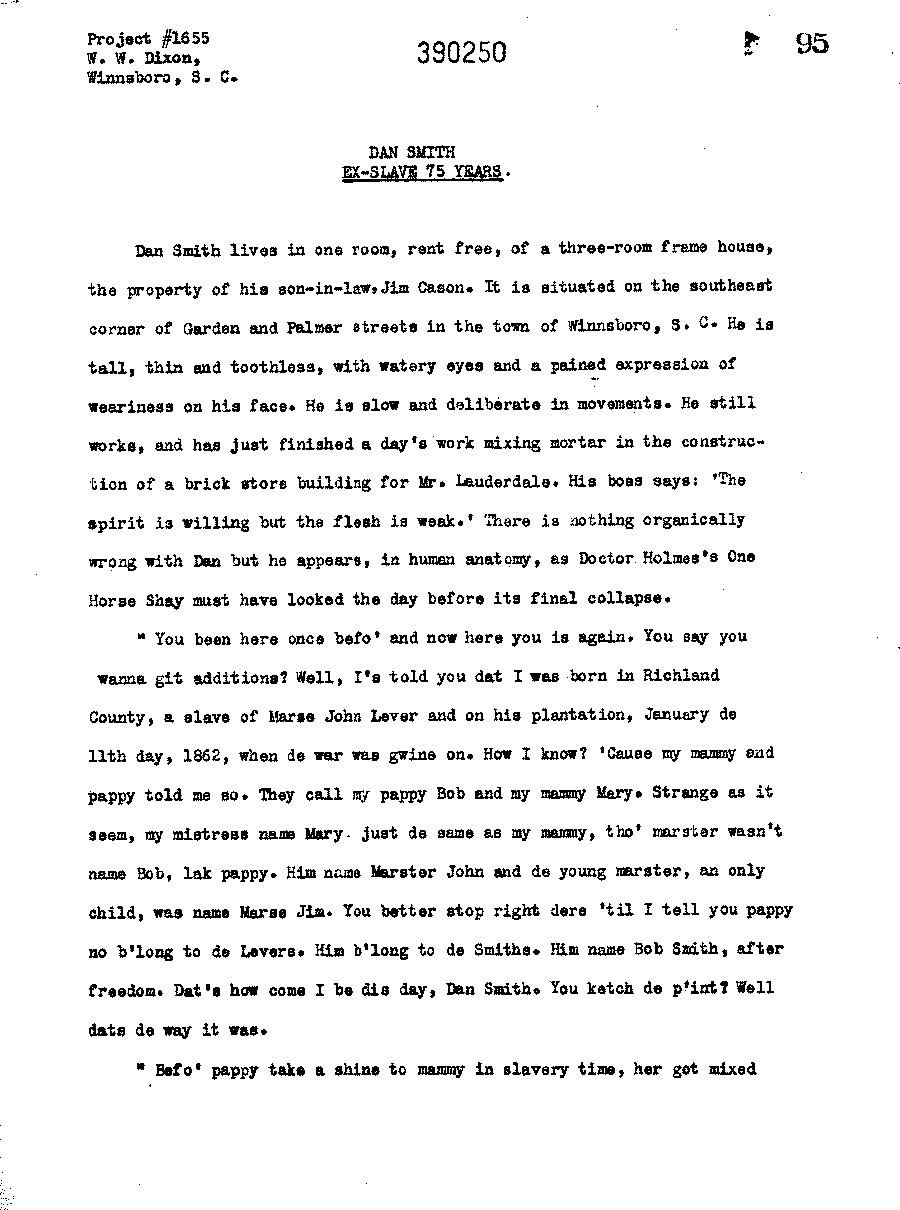 Project #1655
W. W. Dixon,
Winnsboro, S. C.
390250
95
DAN SMITH
EX-SLAVE 75 YEARS.
Dan Smith lives in one room, rent free, of a three-room frame house,
the property of his son-in-law, Jim Cason. It is situated on the southeast
corner of Garden and Palmer streets in the town of Winnsboro, S. C. He is
tall, thin and toothless, with watery eyes and a pained expression of
weariness on his face. He is slow and deliberate in movements. He still
works, and has just finished a day's work mixing mortar in the construc-
tion of a brick store building for Mr. Lauderdale. His boss says: 'The
spirit is willing but the flesh is weak.' There is nothing organically
wrong with Dan but he appears, in human anatomy, as Doctor Holmes's One
Horse Shay must have looked the day before its final collapse.
" You been here once befo' and now here you is again. You say you
wanna git additions? Well, I's told you dat I was born in Richland
County, a slave of Marse John Lever and on his plantation, January de
11th day, 1862, when de war was gwine on. How I know? 'Cause my mammy and
pappy told me so. They call my pappy Bob and my mammy Mary. Strange as it
seem, my mistress name Mary. just de same as my mammy, tho' marster wasn't
name Bob, lak pappy. Him name Marster John and de young marster, an only
child, was name Marse Jim. You better stop right dere 'til I tell you pappy
no b'long to de Levers. Him b'long to de Smiths. Him name Bob Smith, after
freedom. Dat's how come I be dis day, Dan Smith. You ketch de p'int? Well
dats de way it was.
" Befo' pappy take a shine to mammy in slavery time, her got mixed